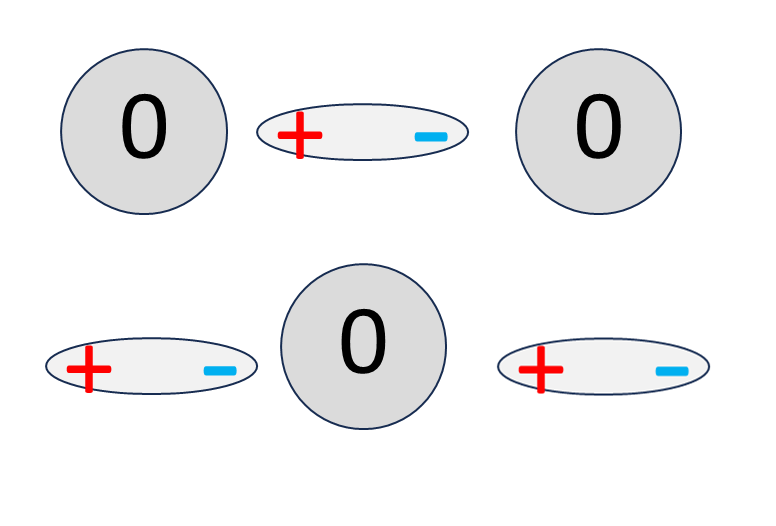 0 + - 0
+ - 0 + -